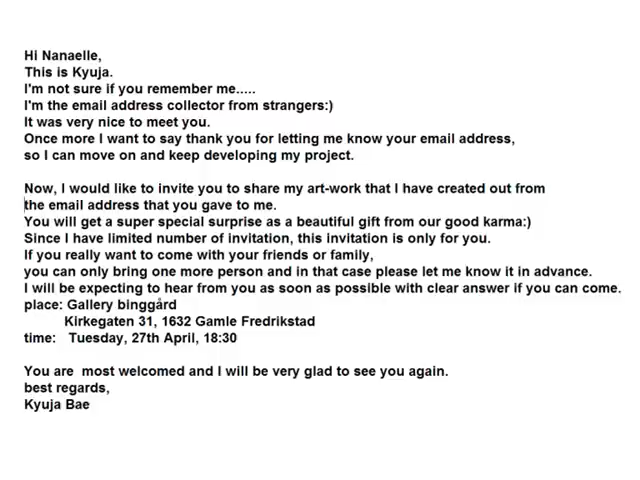 Hi Nanaelle,
This is Kyuja.
I'm not sure if you remember me.....
I'm the email address collector from strangers:)
It was very nice to meet you.
Once more I want to say thank you for letting me know your email address,
so I can move on and keep developing my project.
Now, I would like to invite you to share my art-work that I have created out from
the email address that you gave to me.
You will get a super special surprise as a beautiful gift from our good karma:)
Since I have limited number of invitation, this invitation is only for you.
If you really want to come with your friends or family,
you can only bring one more person and in that case please let me know it in advance.
I will be expecting to hear from you as soon as possible with clear answer if you can come.
place: Gallery binggård
Kirkegaten 31, 1632 Gamle Fredrikstad
time: Tuesday, 27th April, 18:30
You are most welcomed and I will be very glad to see you again.
best regards,
Kyuja Bae